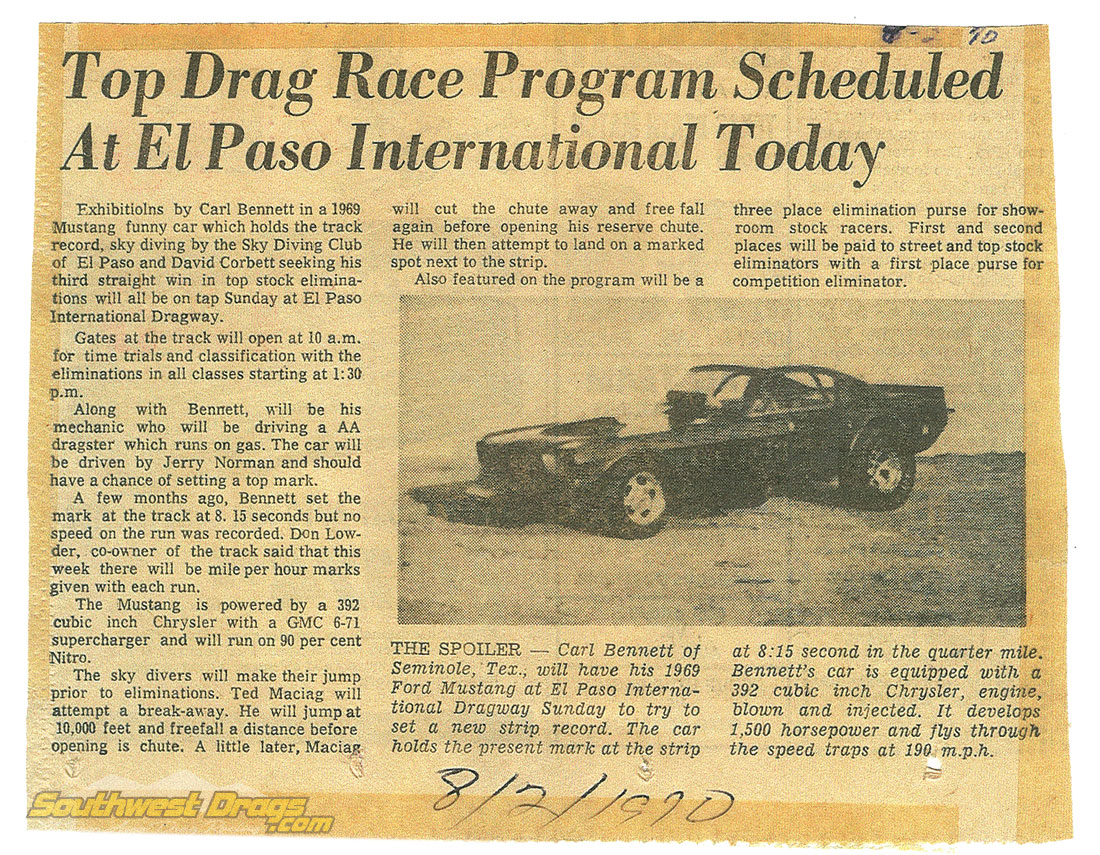 70
Top Drag Race Program Scheduled
At El Paso International Today
Exhibitiolns by Carl Bennett in a 1969
Mustang funny car which holds the track
record, sky diving by the Sky Diving Club
of El Paso and David Corbett seeking his
third straight win in top stock elimina-
tions will all be on tap Sunday at El Paso
International Dragway.
Gates at the track will open at 10 a.m.
for time trials and classification with the
eliminations in all classes starting at 1:30
p.m.
Along with Bennett, will be his
mechanic who will be driving a AA
dragster which runs on gas. The car will
be driven by Jerry Norman and should
have a chance of setting a top mark.
A few months ago, Bennett set the
mark at the track at 8. 15 seconds but no
speed on the run was recorded. Don Low-
der, co-owner of the track said that this
week there will be mile per hour marks
given with each run.
The Mustang is powered by a 392
cubic inch Chrysler with a GMC 6-71
supercharger and will run on 90 per cent
Nitro.
The sky divers will make their jump
prior to eliminations. Ted Maciag will
attempt a break-away. He will jump at
10,000 feet and freefall a distance before
opening is chute. A little later, Maciag
will cut the chute away and free fall
again before opening his reserve chute.
He will then attempt to land on a marked
spot next to the strip.
Also featured on the program will be a
three place elimination purse for show-
room stock racers. First and second
places will be paid to street and top stock
eliminators with a first place purse for
competition eliminator.
THE SPOILER — Carl Bennett of
Seminole, Tex., will have his 1969
Ford Mustang at El Paso Interna-
tional Dragway Sunday to try to
set a new strip record. The car
holds the present mark at the strip
at 8:15 second in the quarter mile.
Bennett's car is equipped with a
392 cubic inch Chrysler, engine,
blown and injected. It develops
1,500 horsepower and flys through
the speed traps at 190 m.p.h.
8/2/1970
Southwest Drags
.com